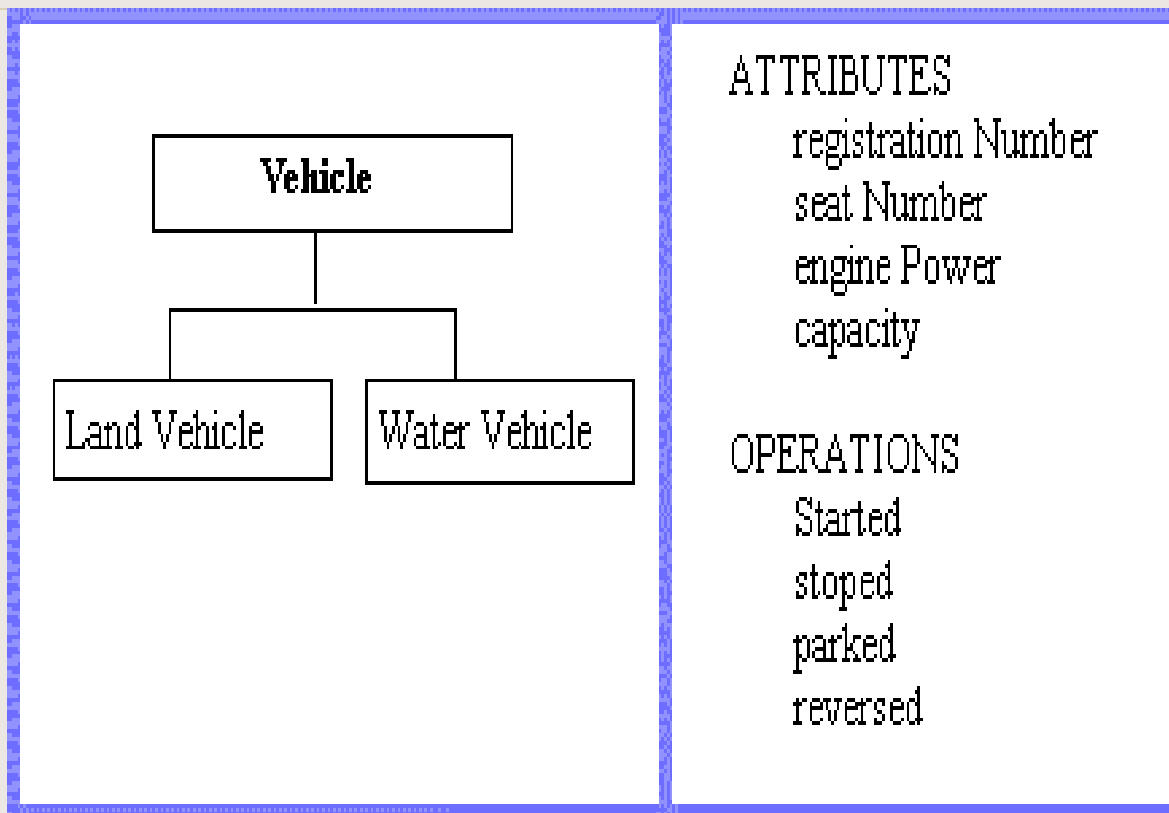 Vehicle
Land Vehicle
Water Vehicle
ATTRIBUTES
registration Number
seat Number
engine Power
capacity
OPERATIONS
Started
stoped
parked
reversed